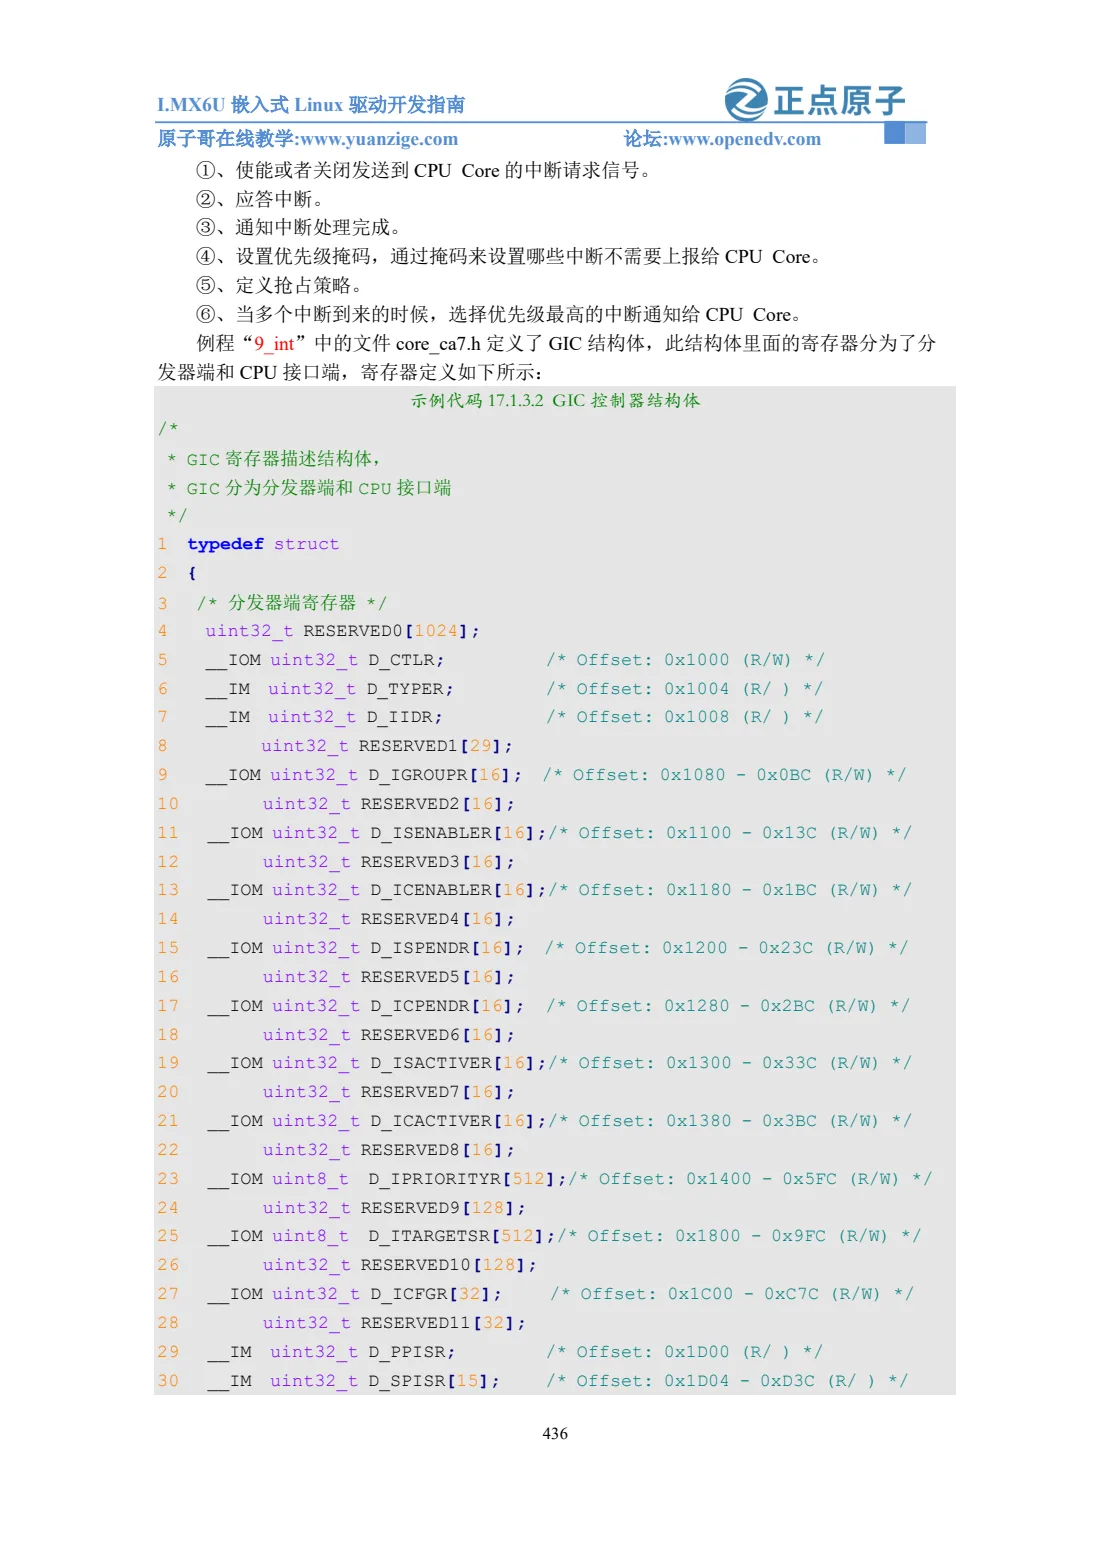 I.MX6U 嵌入式 Linux 驱动开发指南
正点原子
原子哥在线教学:www.yuanzige.com 论坛:www.openedv.com
①、使能或者关闭发送到 CPU Core 的中断请求信号。
②、应答中断。
③、通知中断处理完成。
④、设置优先级掩码，通过掩码来设置哪些中断不需要上报给 CPU Core。
⑤、定义抢占策略。
⑥、当多个中断到来的时候，选择优先级最高的中断通知给 CPU Core。
例程“9_int”中的文件 core_ca7.h 定义了 GIC 结构体，此结构体里面的寄存器分为了分
发器端和 CPU 接口端，寄存器定义如下所示：
示例代码 17.1.3.2 GIC 控制器结构体
/*
 * GIC 寄存器描述结构体，
 * GIC 分为分发器端和 CPU 接口端
 */
1 typedef struct
2 {
3 /* 分发器端寄存器 */
4 uint32_t RESERVED0[1024];
5 __IOM uint32_t D_CTLR; /* Offset: 0x1000 (R/W) */
6 __IM uint32_t D_TYPER; /* Offset: 0x1004 (R/ ) */
7 __IM uint32_t D_IIDR; /* Offset: 0x1008 (R/ ) */
8 uint32_t RESERVED1[29];
9 __IOM uint32_t D_IGROUPR[16]; /* Offset: 0x1080 - 0x0BC (R/W) */
10 uint32_t RESERVED2[16];
11 __IOM uint32_t D_ISENABLER[16];/* Offset: 0x1100 - 0x13C (R/W) */
12 uint32_t RESERVED3[16];
13 __IOM uint32_t D_ICENABLER[16];/* Offset: 0x1180 - 0x1BC (R/W) */
14 uint32_t RESERVED4[16];
15 __IOM uint32_t D_ISPENDR[16]; /* Offset: 0x1200 - 0x23C (R/W) */
16 uint32_t RESERVED5[16];
17 __IOM uint32_t D_ICPENDR[16]; /* Offset: 0x1280 - 0x2BC (R/W) */
18 uint32_t RESERVED6[16];
19 __IOM uint32_t D_ISACTIVER[16];/* Offset: 0x1300 - 0x33C (R/W) */
20 uint32_t RESERVED7[16];
21 __IOM uint32_t D_ICACTIVER[16];/* Offset: 0x1380 - 0x3BC (R/W) */
22 uint32_t RESERVED8[16];
23 __IOM uint8_t D_IPRIORITYR[512];/* Offset: 0x1400 - 0x5FC (R/W) */
24 uint32_t RESERVED9[128];
25 __IOM uint8_t D_ITARGETSR[512];/* Offset: 0x1800 - 0x9FC (R/W) */
26 uint32_t RESERVED10[128];
27 __IOM uint32_t D_ICFGR[32]; /* Offset: 0x1C00 - 0xC7C (R/W) */
28 uint32_t RESERVED11[32];
29 __IM uint32_t D_PPISR; /* Offset: 0x1D00 (R/ ) */
30 __IM uint32_t D_SPISR[15]; /* Offset: 0x1D04 - 0xD3C (R/ ) */
436